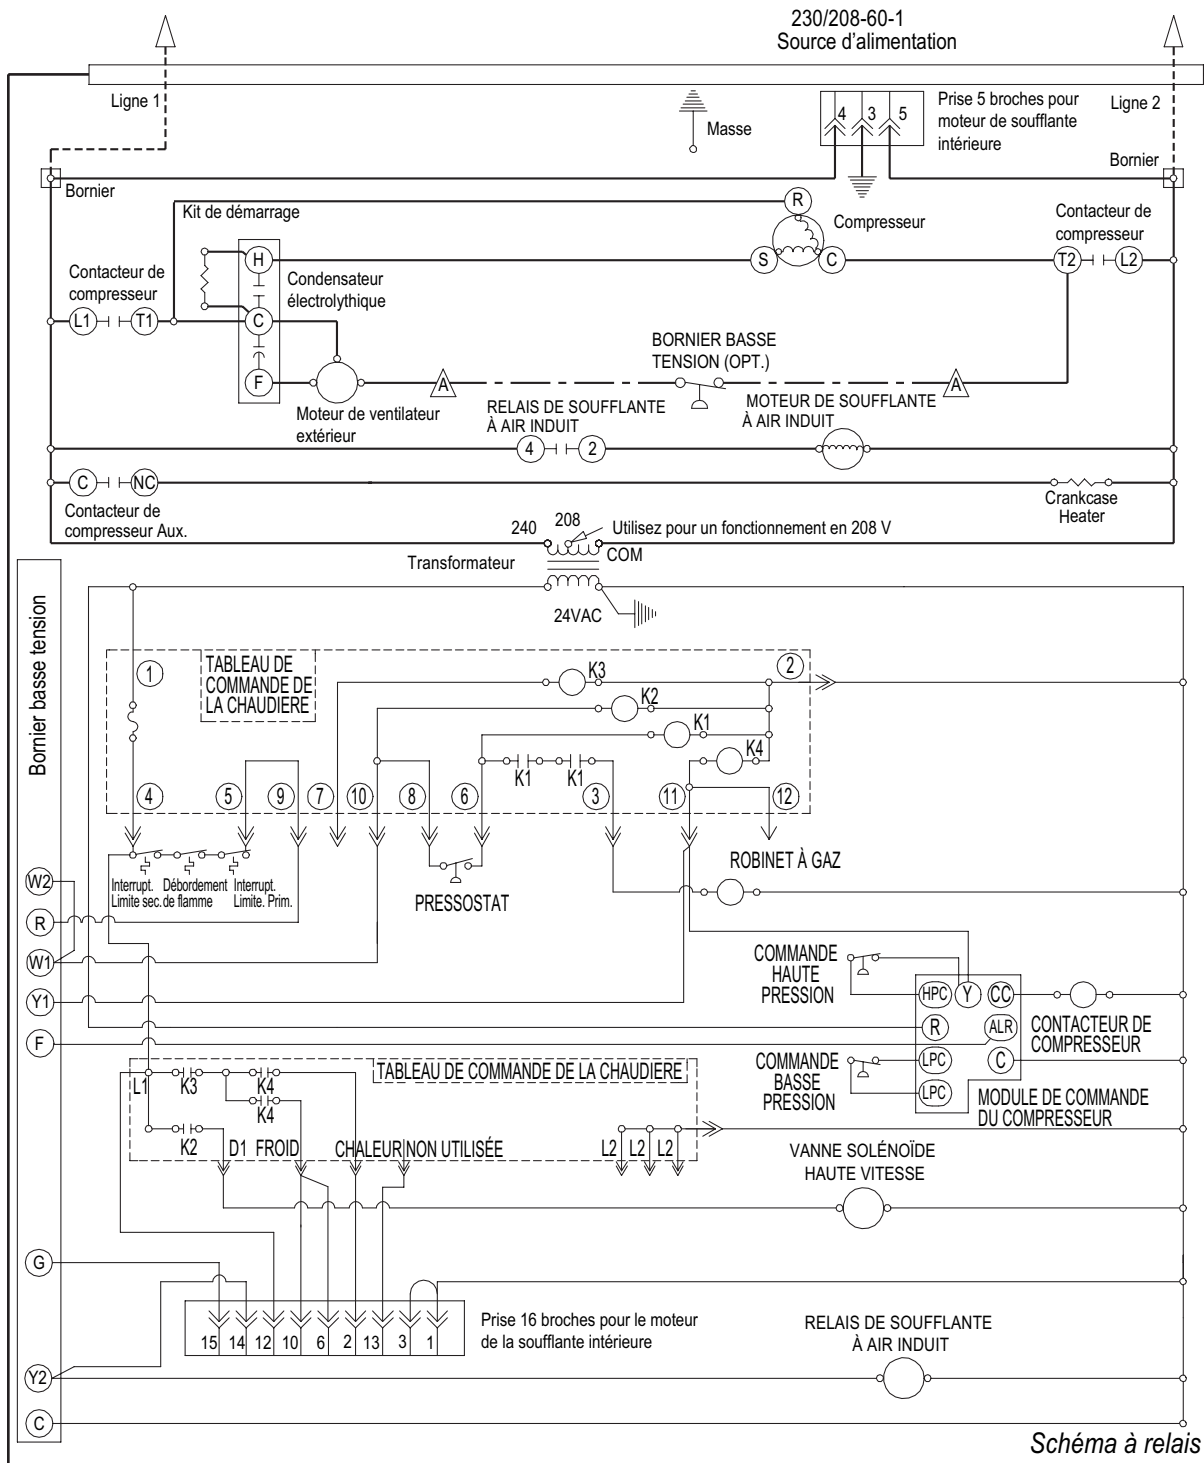 230/208-60-1
Source d'alimentation
Ligne 1
Masse
4 3 5
Prise 5 broches pour
moteur de soufflante
intérieure
Ligne 2
Bornier
Bornier
Kit de démarrage
R
Compresseur
S C
Contacteur de
compresseur
T2 L2
Contacteur de
compresseur
L1 T1
H
C
F
Condensateur
électrolythique
BORNIER BASSE
TENSION (OPT.)
A
A
Moteur de ventilateur
extérieur
RELAIS DE SOUFFLANTE
À AIR INDUIT
MOTEUR DE SOUFFLANTE
À AIR INDUIT
4 2
C NC
Contacteur de
compresseur Aux.
Crankcase
Heater
240
208
Utilisez pour un fonctionnement en 208 V
COM
Transformateur
24VAC
Bornier basse tension
1
TABLEAU DE
COMMANDE DE
LA CHAUDIERE
K3
2
K2
K1
K4
K1 K1
4 5 9 7 10 8 6 3 11 12
ROBINET À GAZ
Interrupt.
Limite sec.
Débordement
de flamme
Interrupt.
Limite. Prim.
PRESSOSTAT
W2
R
W1
Y1
F
COMMANDE
HAUTE
PRESSION
HPC Y CC
R ALR
LPC C
LPC
CONTACTEUR DE
COMPRESSEUR
COMMANDE
BASSE
PRESSION
MODULE DE COMMANDE
DU COMPRESSEUR
TABLEAU DE COMMANDE DE LA CHAUDIERE
L1 K3 K4
K4
K2
D1 FROID CHALEUR NON UTILISÉE
L2 L2 L2
VANNE SOLÉNOÏDE
HAUTE VITESSE
G
15 14 12 10 6 2 13 3 1
Prise 16 broches pour le moteur
de la soufflante intérieure
RELAIS DE SOUFFLANTE
À AIR INDUIT
Y2
C
Schéma à relais